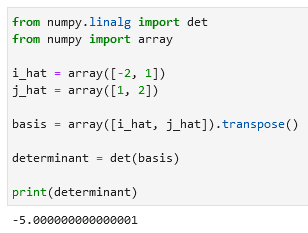 from numpy.linalg import det
from numpy import array
i_hat = array([-2, 1])
j_hat = array([1, 2])
basis = array([i_hat, j_hat]).transpose()
determinant = det(basis)
print(determinant)
-5.000000000000001